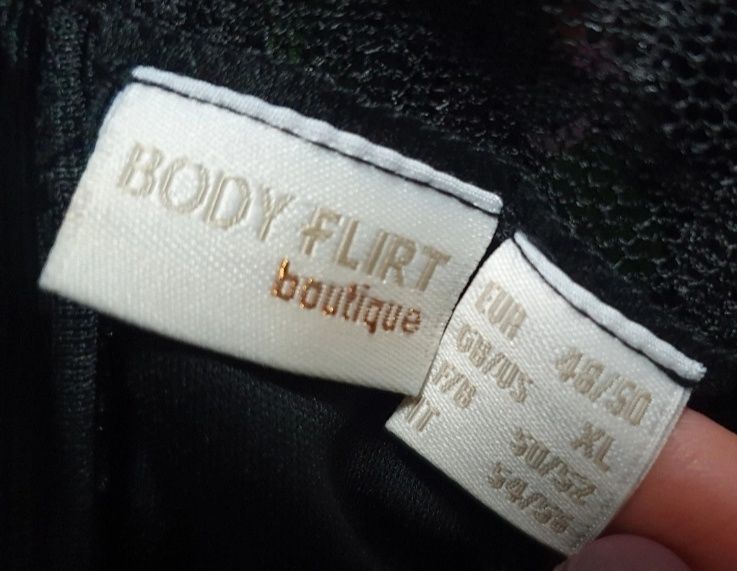 BODY FLIRT
boutique
EUR 48/50
GB/US XL
F/B 50/52
IT 54/56